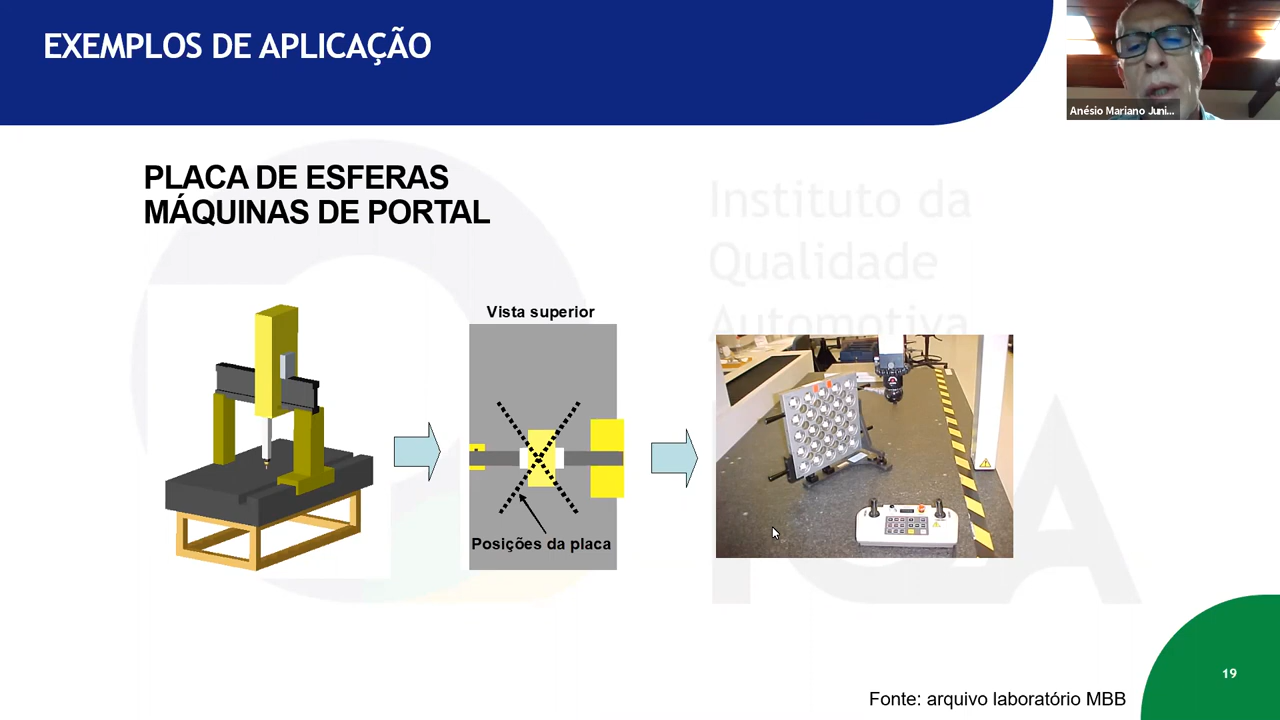 EXEMPLOS DE APLICAÇÃO
Anésio Mariano Juni...
PLACA DE ESFERAS
MÁQUINAS DE PORTAL
Instituto da
Qualidade
Automotiva
Vista superior
Posições da placa
IQA
19
Fonte: arquivo laboratório MBB